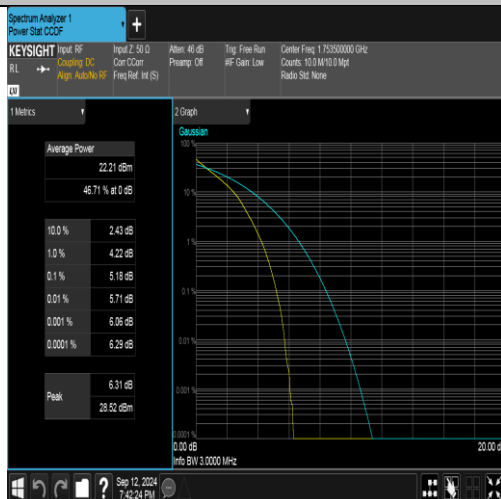 Spectrum Analyzer 1
Power Stat CCDF
KEYSIGHT
RL
LW
Input: RF
Coupling: DC
Align: Auto/No RF
Input Z: 50 Ω
Corr CCorr
Freq Ref: Int (S)
Atten: 46 dB
Preamp: Off
Trig: Free Run
#IF Gain: Low
Center Freq: 1.753500000 GHz
Counts: 10.0 M/10.0 Mpt
Radio Std: None
1 Metrics
Average Power
22.21 dBm
46.71 % at 0 dB
10.0 % 2.43 dB
1.0 % 4.22 dB
0.1 % 5.18 dB
0.01 % 5.71 dB
0.001 % 6.06 dB
0.0001 % 6.29 dB
Peak
6.31 dB
28.52 dBm
2 Graph
Gaussian
100 %
10 %
1 %
0.1 %
0.01 %
0.001 %
0.0001 %
0.00 dB
20.00 d
Info BW 3.0000 MHz
?
Sep 12, 2024
7:42:24 PM